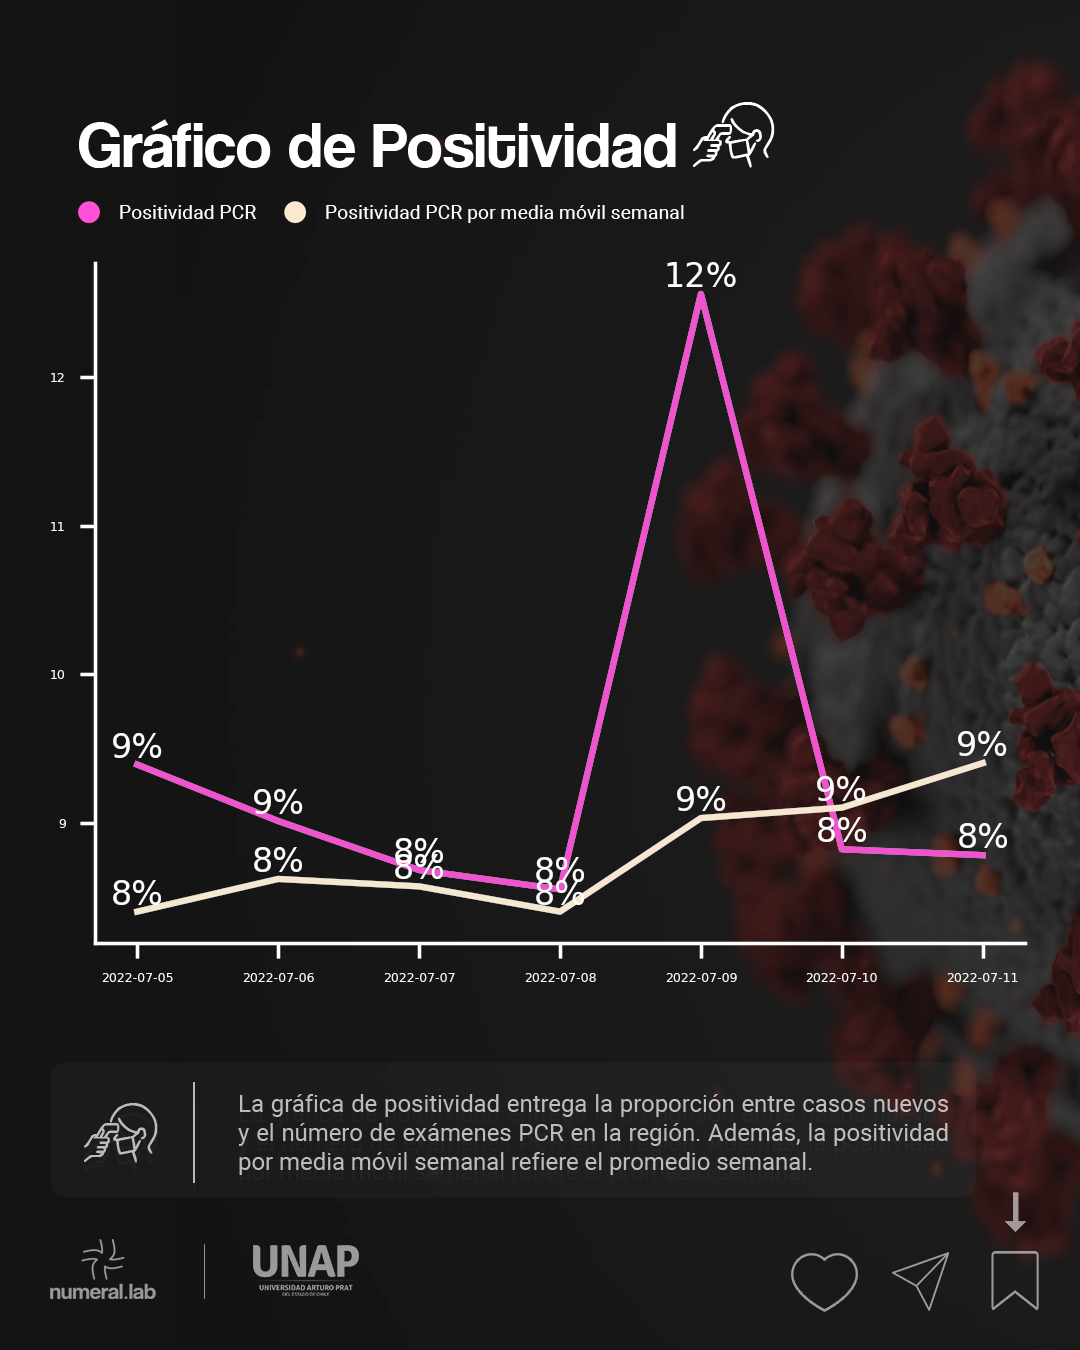 Gráfico de Positividad
Positividad PCR
Positividad PCR por media móvil semanal
12%
12
11
10
9%
9%
9%
9%
9%
9
8%
8%
8%
8%
8%
8%
8%
8%
8%
2022-07-05
2022-07-06
2022-07-07
2022-07-08
2022-07-09
2022-07-10
2022-07-11
La gráfica de positividad entrega la proporción entre casos nuevos
y el número de exámenes PCR en la región. Además, la positividad
por media móvil semanal refiere el promedio semanal.
numeral.lab
UNAP
UNIVERSIDAD ARTURO PRAT
DEL ESTADO DE CHILE